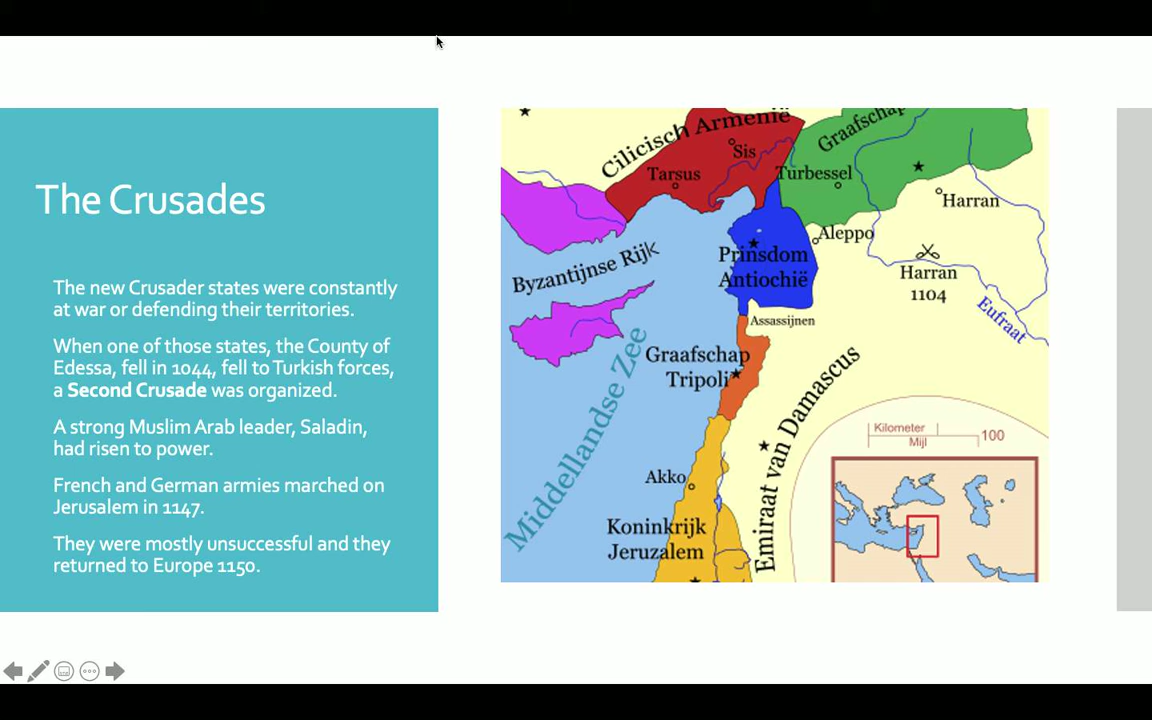 The Crusades
The new Crusader states were constantly
at war or defending their territories.
When one of those states, the County of
Edessa, fell in 1044, fell to Turkish forces,
a Second Crusade was organized.
A strong Muslim Arab leader, Saladin,
had risen to power.
French and German armies marched on
Jerusalem in 1147.
They were mostly unsuccessful and they
returned to Europe 1150.
Cilicisch Armenië
Graafschap
Sis
Tarsus
Turbessel
Harran
Aleppo
Byzantijnse Rijk
Prinsdom
Antiochië
Harran
1104
Eufraat
Assassijnen
Graafschap
Tripoli
Middellandse Zee
Emiraat van Damascus
Kilometer
Mijl
100
Akko
Koninkrijk
Jeruzalem